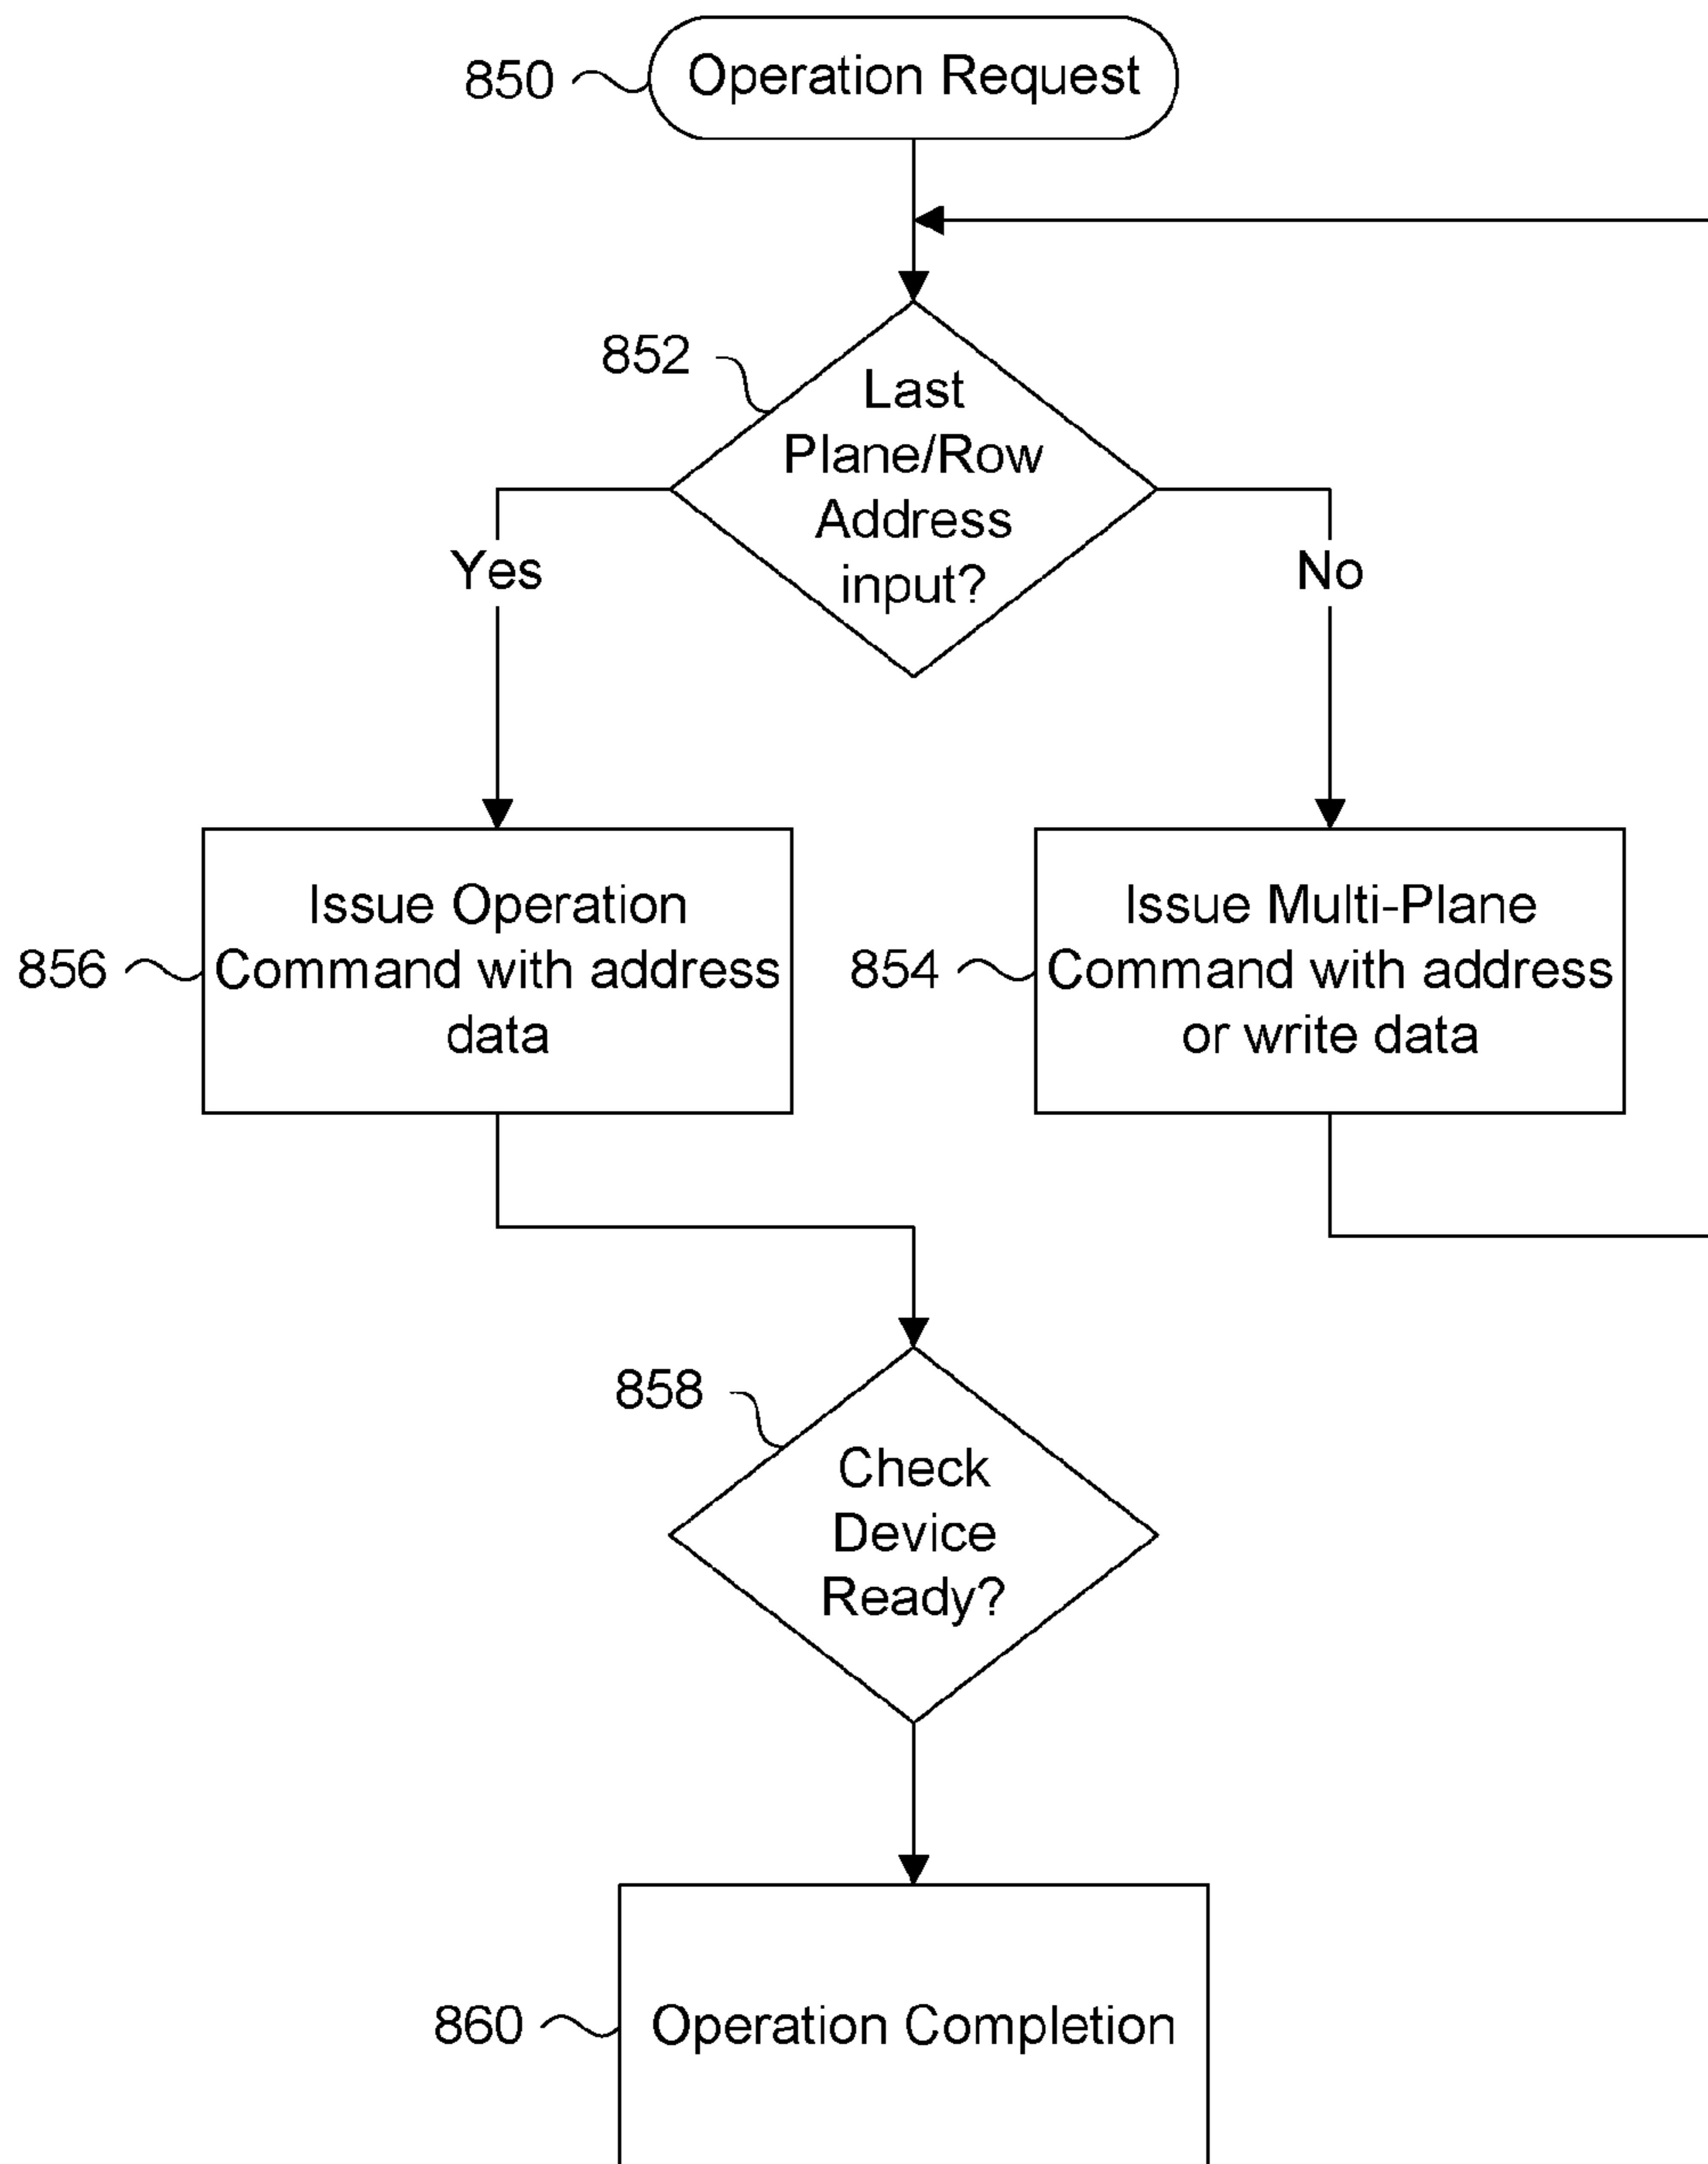 850
Operation Request
852
Last
Plane/Row
Address
input?
Yes
No
856
Issue Operation
Command with address
data
854
Issue Multi-Plane
Command with address
or write data
858
Check
Device
Ready?
860
Operation Completion